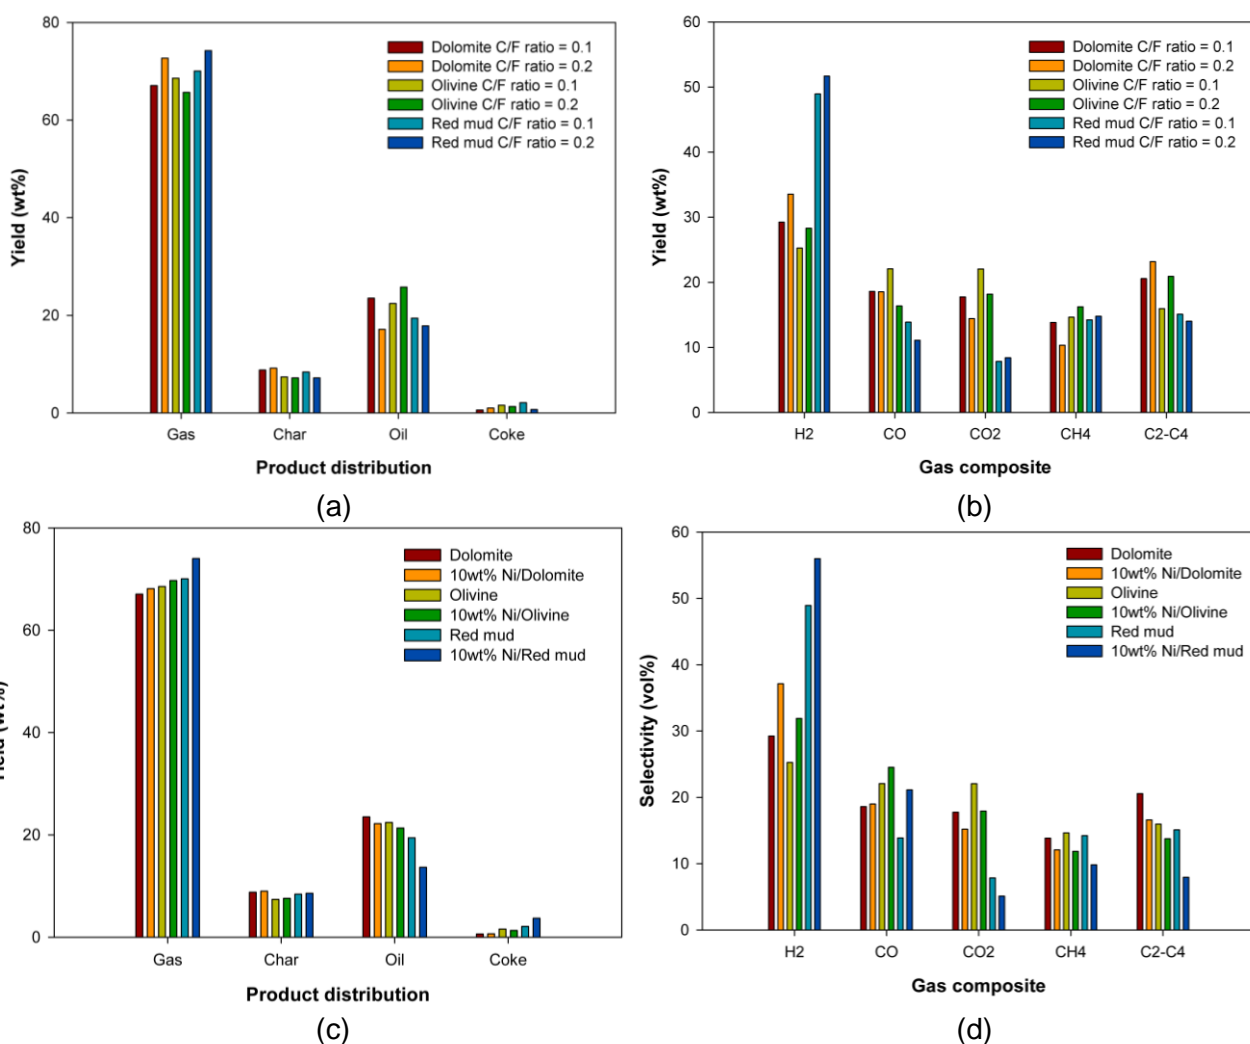 80
60
40
20
0
Yield (wt%)
Dolomite C/F ratio = 0.1
Dolomite C/F ratio = 0.2
Olivine C/F ratio = 0.1
Olivine C/F ratio = 0.2
Red mud C/F ratio = 0.1
Red mud C/F ratio = 0.2
Gas Char Oil Coke
Product distribution
(a)
60
50
40
30
20
10
0
Yield (wt%)
Dolomite C/F ratio = 0.1
Dolomite C/F ratio = 0.2
Olivine C/F ratio = 0.1
Olivine C/F ratio = 0.2
Red mud C/F ratio = 0.1
Red mud C/F ratio = 0.2
H2 CO CO2 CH4 C2-C4
Gas composite
(b)
80
60
40
20
0
Yield (wt%)
Dolomite
10wt% Ni/Dolomite
Olivine
10wt% Ni/Olivine
Red mud
10wt% Ni/Red mud
Gas Char Oil Coke
Product distribution
(c)
60
50
40
30
20
10
0
Selectivity (vol%)
Dolomite
10wt% Ni/Dolomite
Olivine
10wt% Ni/Olivine
Red mud
10wt% Ni/Red mud
H2 CO CO2 CH4 C2-C4
Gas composite
(d)